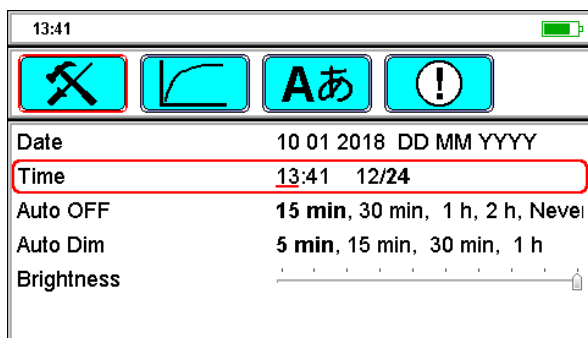 13:41
Aあ !
Date 10 01 2018 DD MM YYYY
Time 13:41 12/24
Auto OFF 15 min, 30 min, 1 h, 2 h, Never
Auto Dim 5 min, 15 min, 30 min, 1 h
Brightness